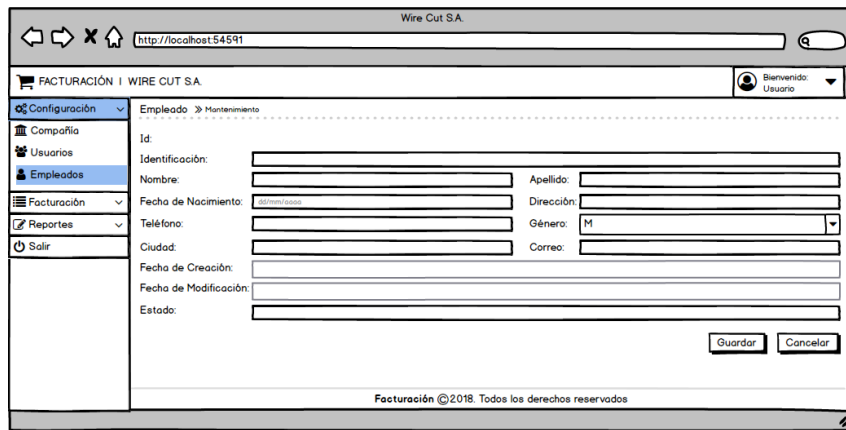 Wire Cut S.A.
http://localhost:54591
FACTURACIÓN | WIRE CUT S.A.
Bienvenido:
Usuario
Configuración
Compañía
Usuarios
Empleados
Facturación
Reportes
Salir
Empleado >> Mantenimiento
Id:
Identificación:
Nombre:
Apellido:
Fecha de Nacimiento: dd/mm/aaaa
Dirección:
Teléfono:
Género: M
Ciudad:
Correo:
Fecha de Creación:
Fecha de Modificación:
Estado:
Guardar
Cancelar
Facturación ©2018. Todos los derechos reservados